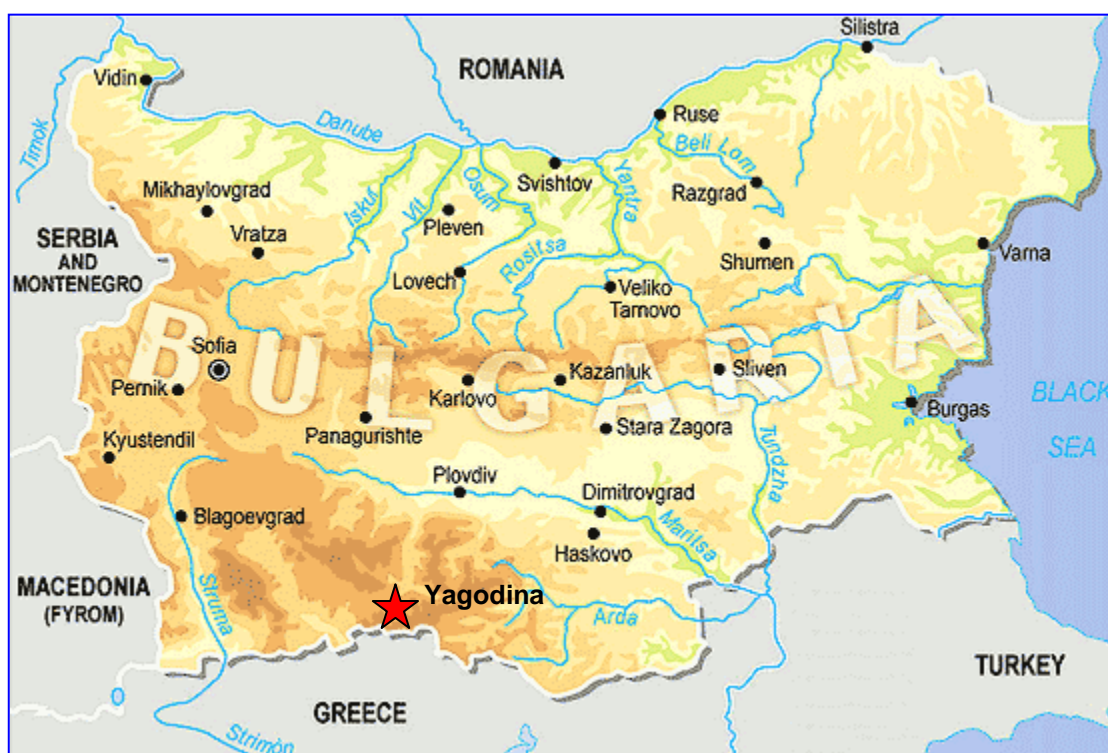 Silistra
Vidin
ROMANIA
Ruse
Timok
Danube
Beli Lom
Svishtov
Yantra
Razgrad
Mikhaylovgrad
Iskur
Vit
Osum
Pleven
SERBIA
AND
MONTENEGRO
Vratza
Rositsa
Shumen
Varna
Lovech
Veliko
Tarnovo
BULGARIA
Sofia
Pernik
Karlovo
Kazanluk
Sliven
Burgas
BLACK
SEA
Panagurishte
Stara Zagora
Kyustendil
Tundzha
Plovdiv
Dimitrovgrad
Blagoevgrad
Maritsa
Haskovo
MACEDONIA
(FYROM)
Struma
Yagodina
Arda
TURKEY
GREECE
0
Strimòn